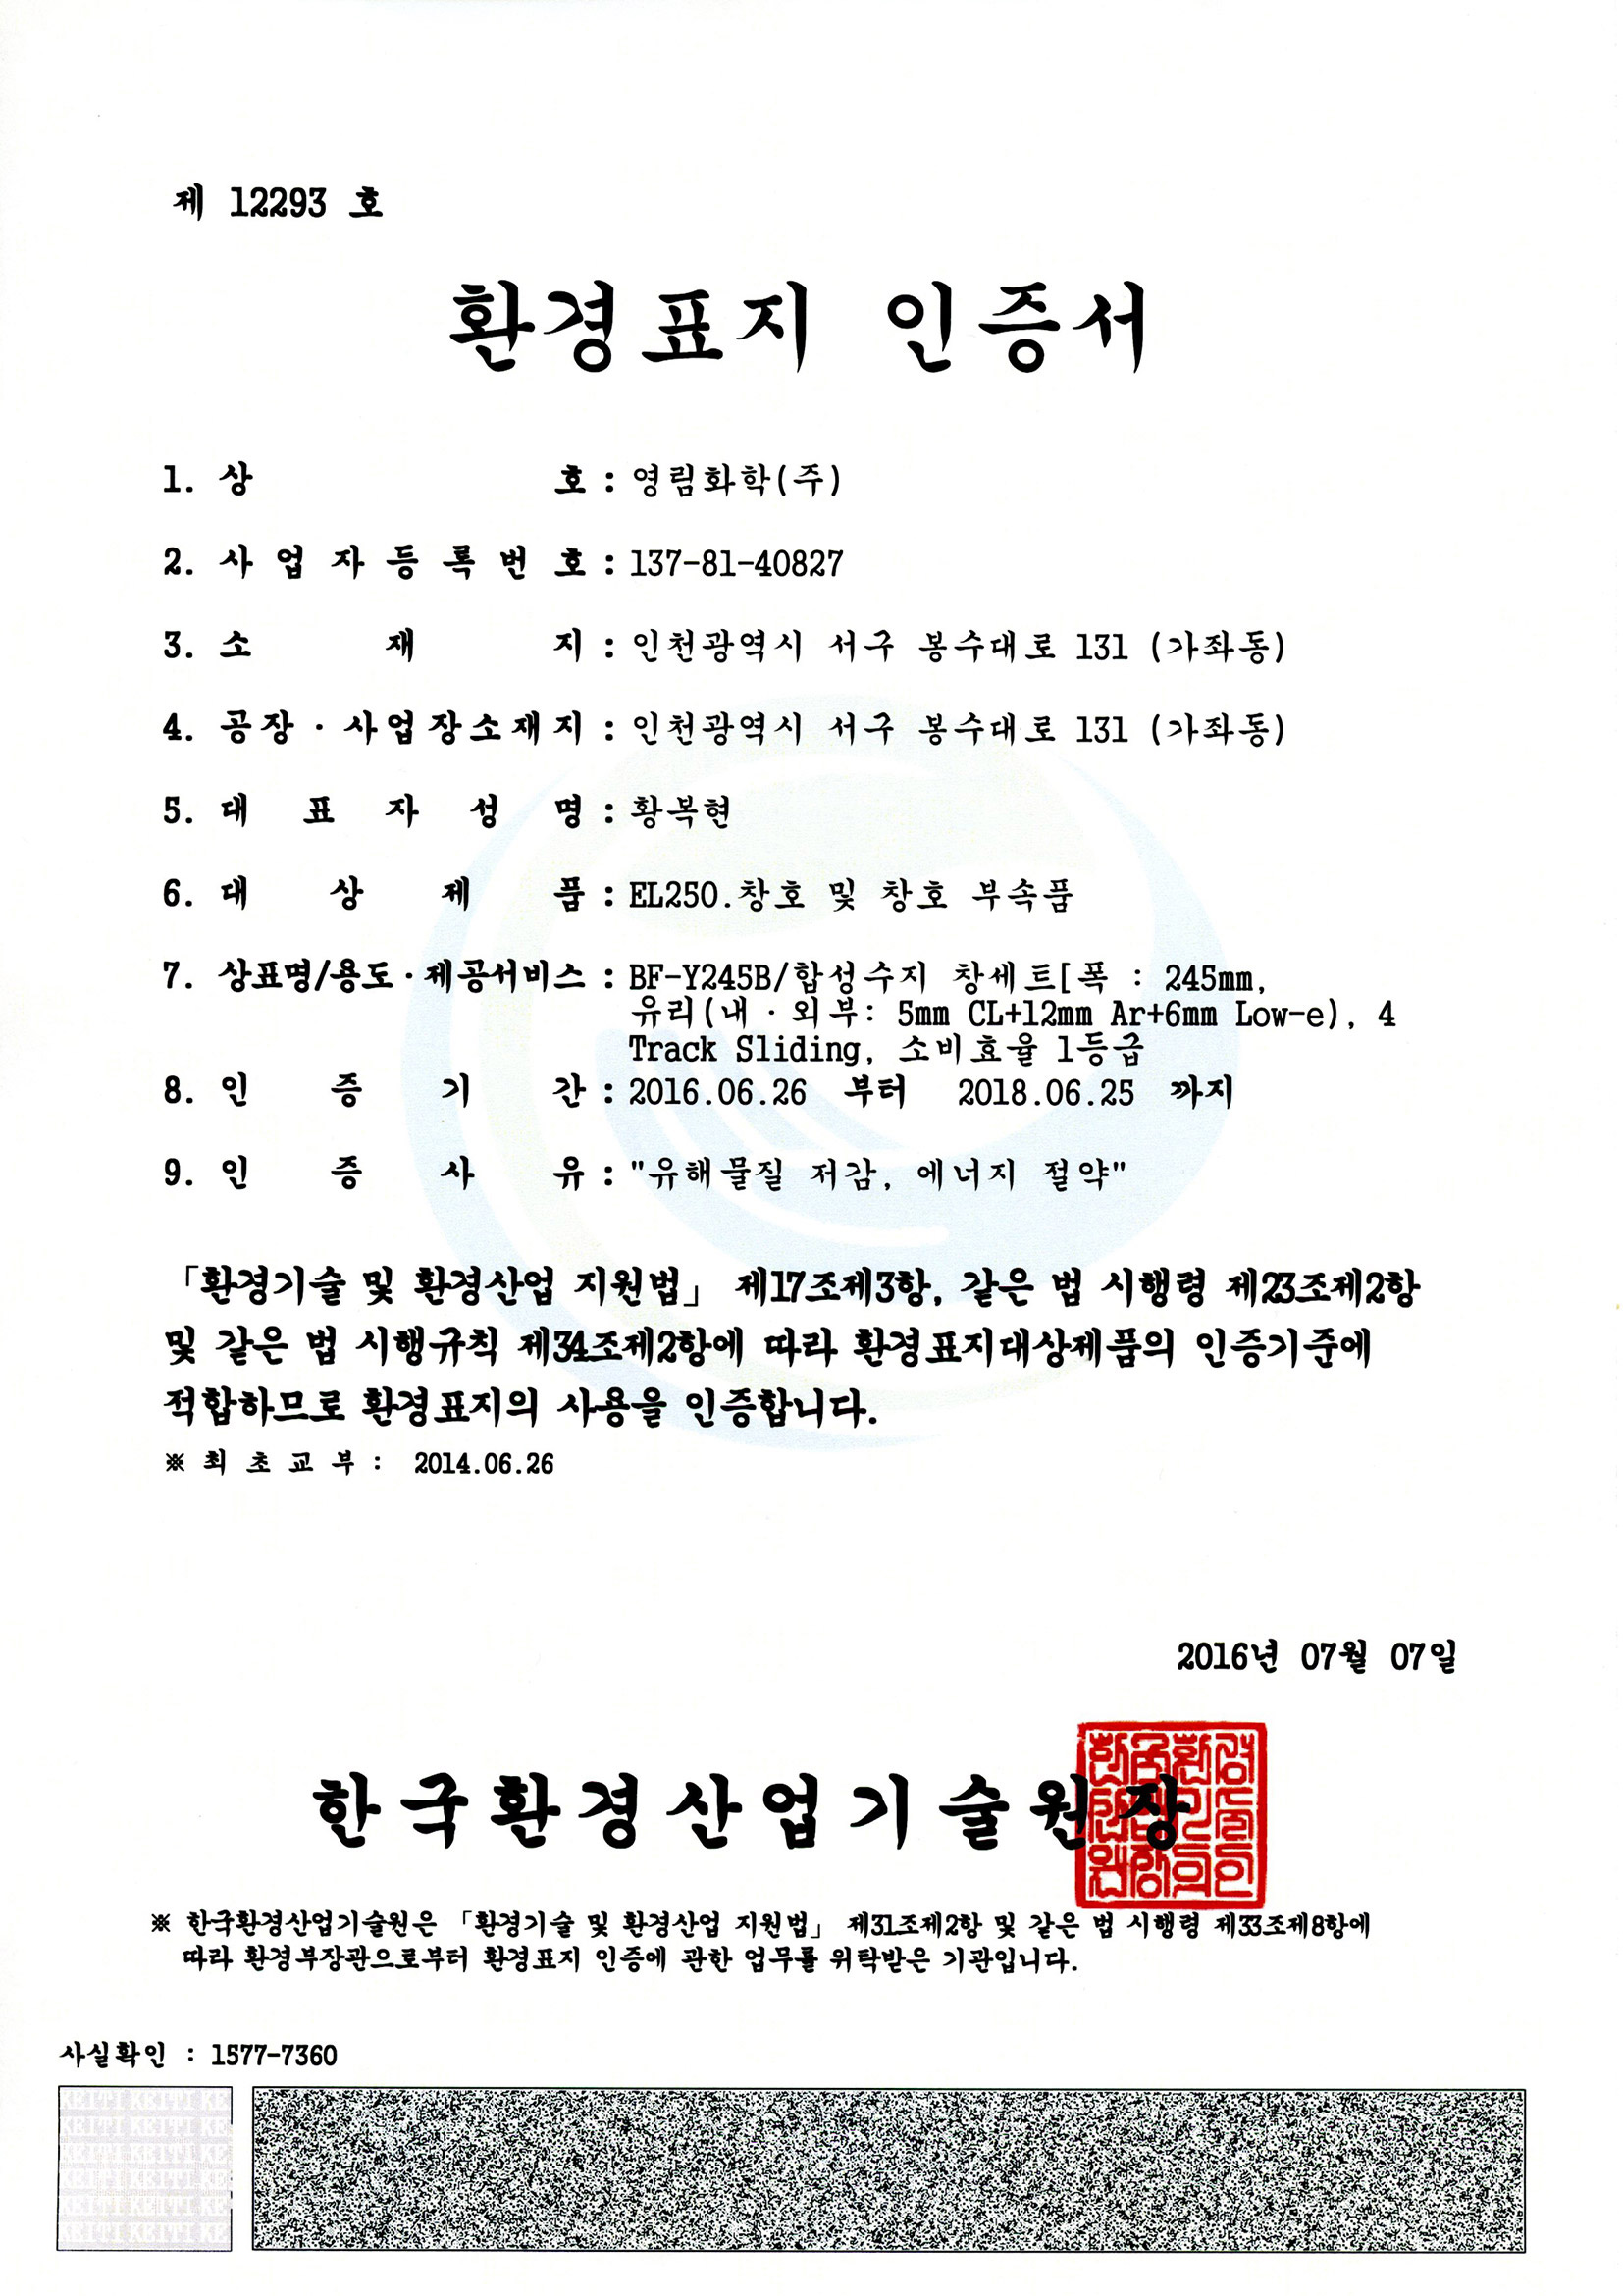 제 12293 호
환경표지 인증서
1. 상 호 : 영림화학(주)
2. 사업자등록번호 : 137-81-40827
3. 소 재 지 : 인천광역시 서구 봉수대로 131 (가좌동)
4. 공장·사업장소재지 : 인천광역시 서구 봉수대로 131 (가좌동)
5. 대 표 자 성 명 : 황복현
6. 대 상 제 품 : EL250.창호 및 창호 부속품
7. 상표명/용도·제공서비스 : BF-Y245B/합성수지 창세트[폭 : 245mm,
유리(내·외부: 5mm CL+12mm Ar+6mm Low-e), 4
Track Sliding, 소비효율 1등급
8. 인 증 기 간 : 2016.06.26 부터 2018.06.25 까지
9. 인 증 사 유 : "유해물질 저감, 에너지 절약"
「환경기술 및 환경산업 지원법」 제17조제3항, 같은 법 시행령 제23조제2항
및 같은 법 시행규칙 제34조제2항에 따라 환경표지대상제품의 인증기준에
적합하므로 환경표지의 사용을 인증합니다.
※ 최 초 교 부 : 2014.06.26
2016년 07월 07일
한국환경산업기술원장
※ 한국환경산업기술원은 「환경기술 및 환경산업 지원법」 제31조제2항 및 같은 법 시행령 제33조제8항에
따라 환경부장관으로부터 환경표지 인증에 관한 업무를 위탁받은 기관입니다.
사실확인 : 1577-7360
KEITI KEITI KE
KEITI KEITI KE
KEITI KEITI KE
KEITI KEITI KE
KEITI KEITI KE
KEITI KEITI KE